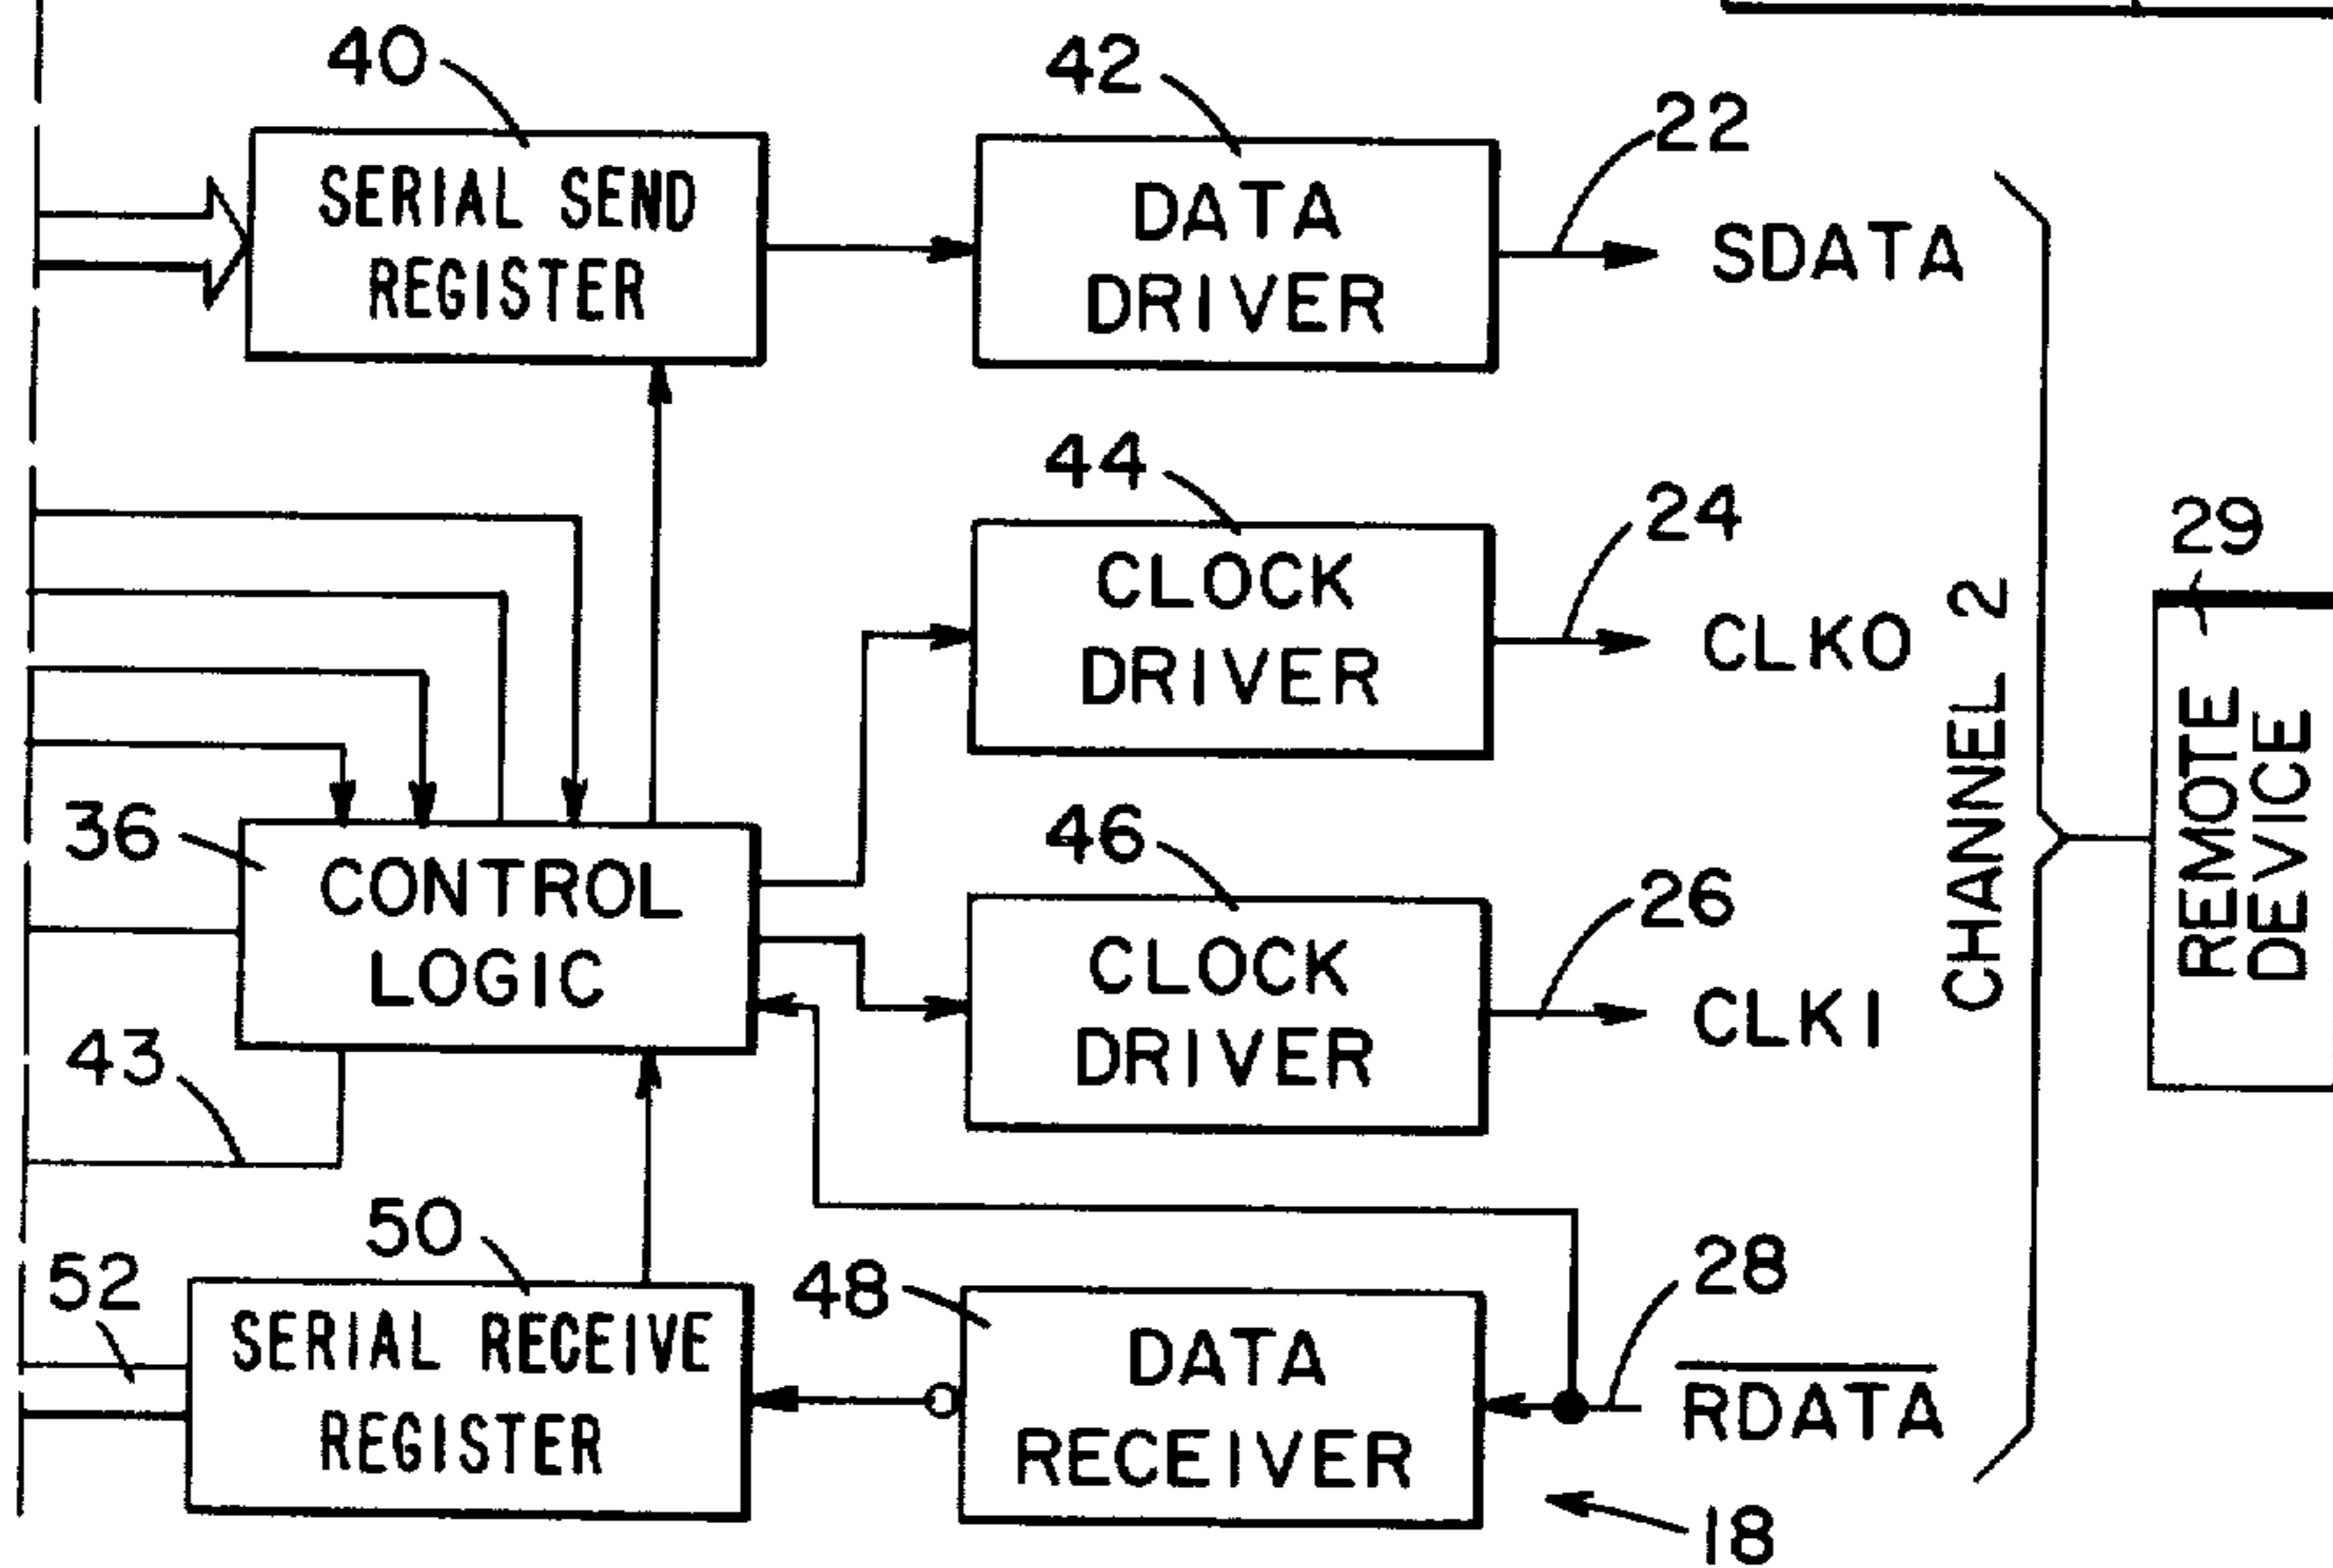 40
42
22
SERIAL SEND
REGISTER
DATA
DRIVER
SDATA
44
24
29
CLOCK
DRIVER
CLKO
CHANNEL 2
REMOTE
DEVICE
36
46
26
CONTROL
LOGIC
CLOCK
DRIVER
CLK1
43
50
52
48
28
SERIAL RECEIVE
REGISTER
DATA
RECEIVER
RDATA
18